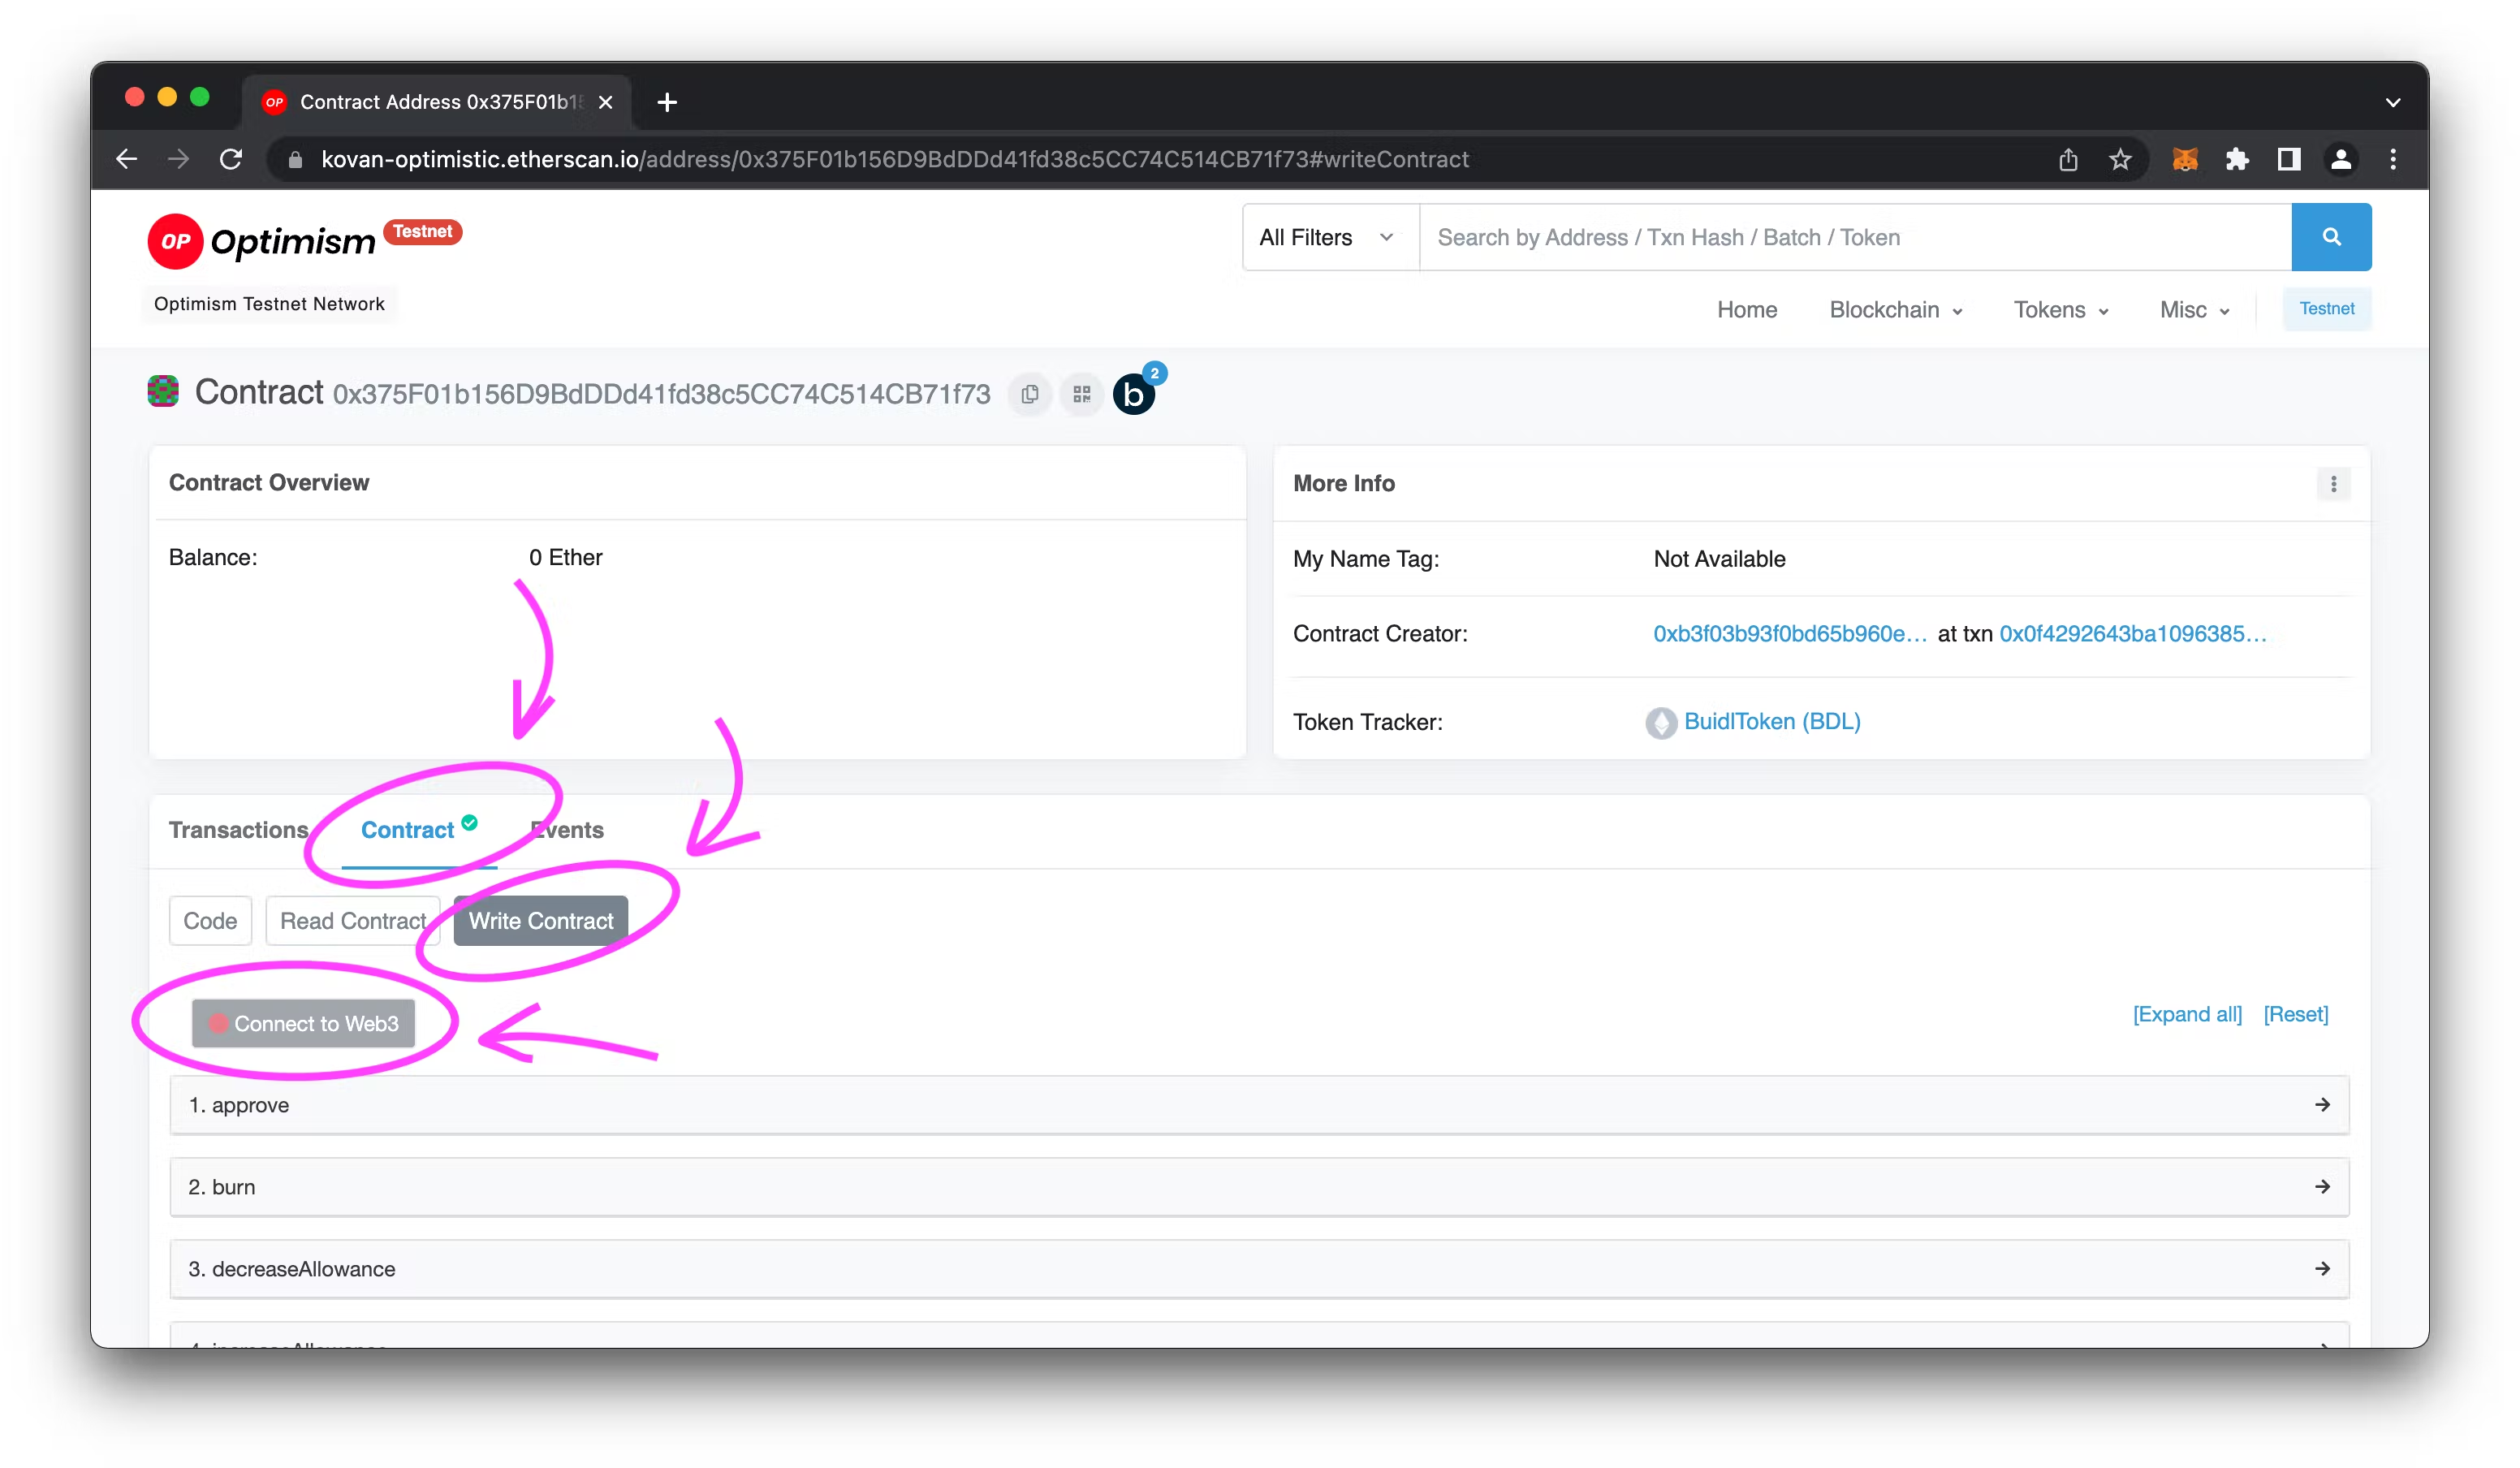 OP Contract Address 0x375F01b1
kovan-optimistic.etherscan.io/address/0x375F01b156D9BdDDd41fd38c5CC74C514CB71f73#writeContract
OP Optimism Testnet
All Filters
Search by Address / Txn Hash / Batch / Token
Optimism Testnet Network
Home Blockchain Tokens Misc Testnet
Contract 0x375F01b156D9BdDDd41fd38c5CC74C514CB71f73 b 2
Contract Overview
Balance: 0 Ether
More Info
My Name Tag: Not Available
Contract Creator: 0xb3f03b93f0bd65b960e... at txn 0x0f4292643ba1096385...
Token Tracker: BuidlToken (BDL)
Transactions Contract Events
Code Read Contract Write Contract
Connect to Web3
[Expand all] [Reset]
1. approve
2. burn
3. decreaseAllowance